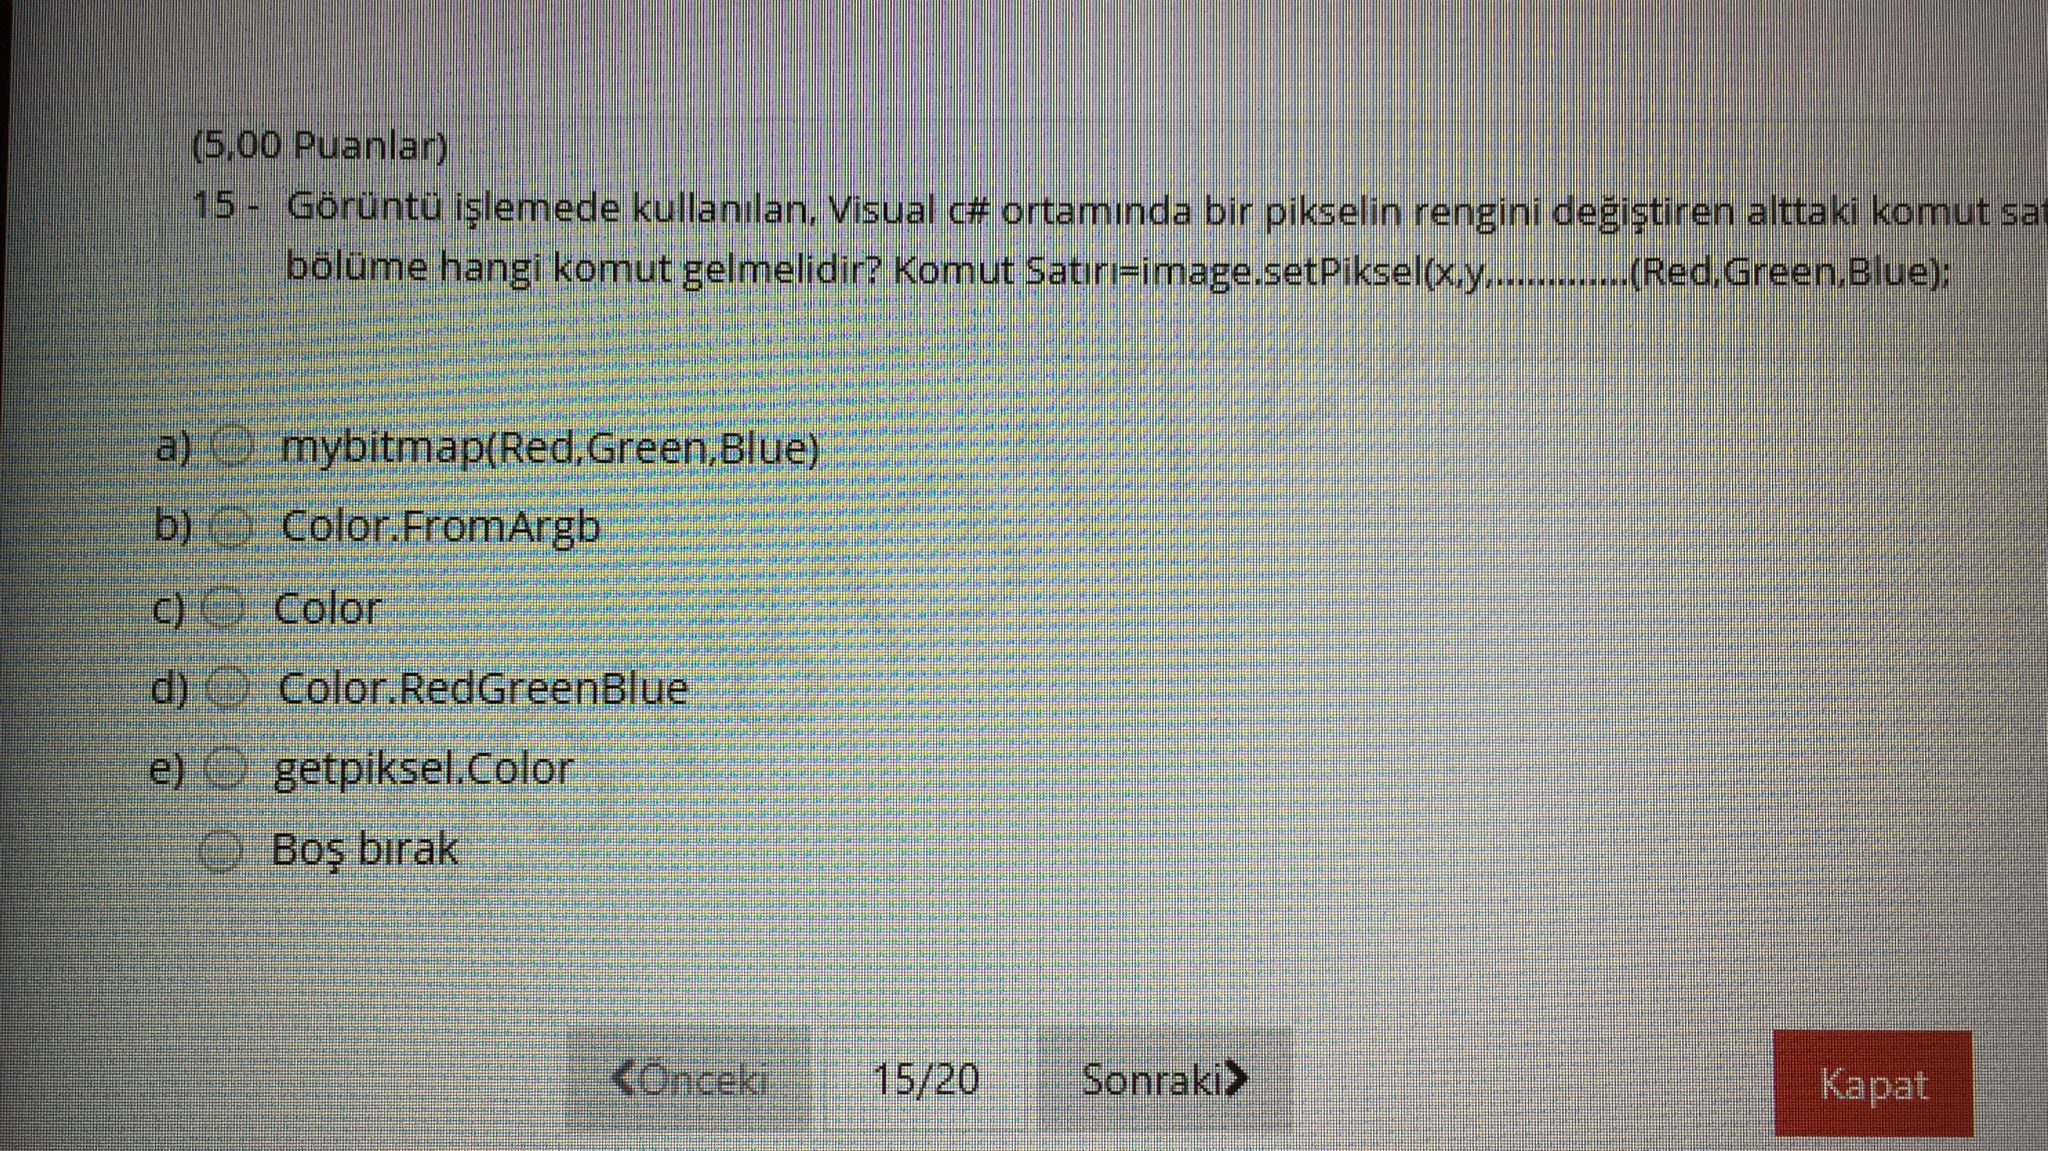 (5,00 Puanlar)
15 - Görüntü işlemede kullanılan, Visual c# ortamında bir pikselin rengini değiştiren alttaki komut sat
bölüme hangi komut gelmelidir? Komut Satırı=image.setPiksel(x,y,..............(Red,Green,Blue);
a) mybitmap(Red,Green,Blue)
b) Color.FromArgb
c) Color
d) Color.RedGreenBlue
e) getpiksel.Color
Boş bırak
Önceki 15/20 Sonraki Kapat